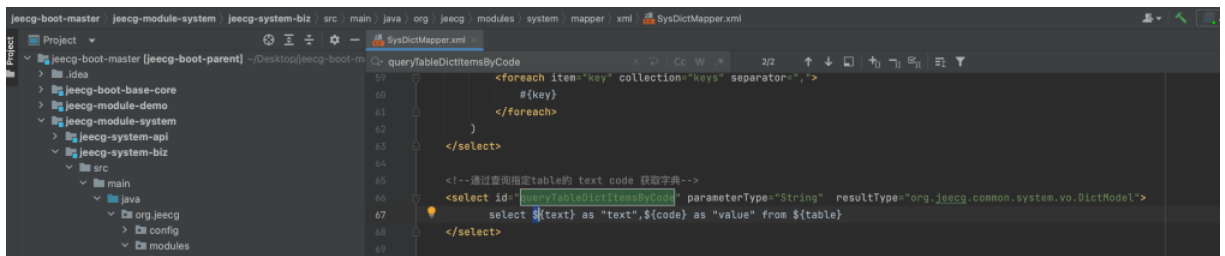 jeecg-boot-master › jeecg-module-system › jeecg-system-biz › src › main › java › org › jeecg › modules › system › mapper › xml › SysDictMapper.xml
Project
Project
SysDictMapper.xml
jeecg-boot-master [jeecg-boot-parent] ~/Desktop/jeecg-boot-m
queryTableDictItemsByCode
Cc W .*
2/2
.idea
59 <foreach item="key" collection="keys" separator=",">
jeecg-boot-base-core
60 #{key}
jeecg-module-demo
61 </foreach>
jeecg-module-system
62 )
jeecg-system-api
63 </select>
jeecg-system-biz
64
src
65 <!--通过查询指定table的 text code 获取字典-->
main
66 <select id="queryTableDictItemsByCode" parameterType="String" resultType="org.jeecg.common.system.vo.DictModel">
java
67 select ${text} as "text",${code} as "value" from ${table}
org.jeecg
68 </select>
config
69
modules